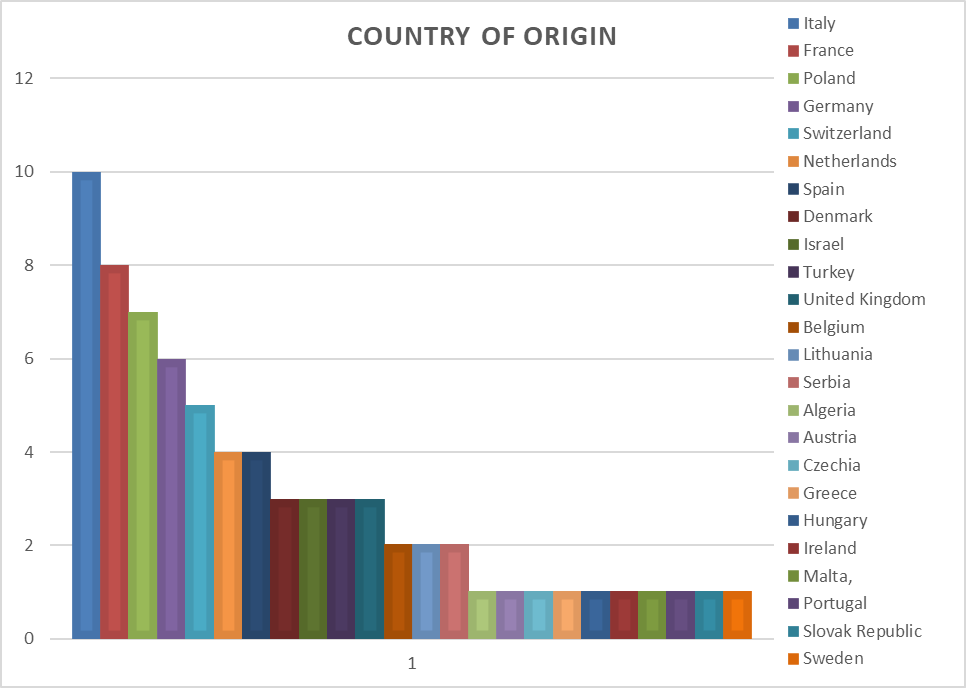 COUNTRY OF ORIGIN
12
10
8
6
4
2
0
1
Italy
France
Poland
Germany
Switzerland
Netherlands
Spain
Denmark
Israel
Turkey
United Kingdom
Belgium
Lithuania
Serbia
Algeria
Austria
Czechia
Greece
Hungary
Ireland
Malta,
Portugal
Slovak Republic
Sweden